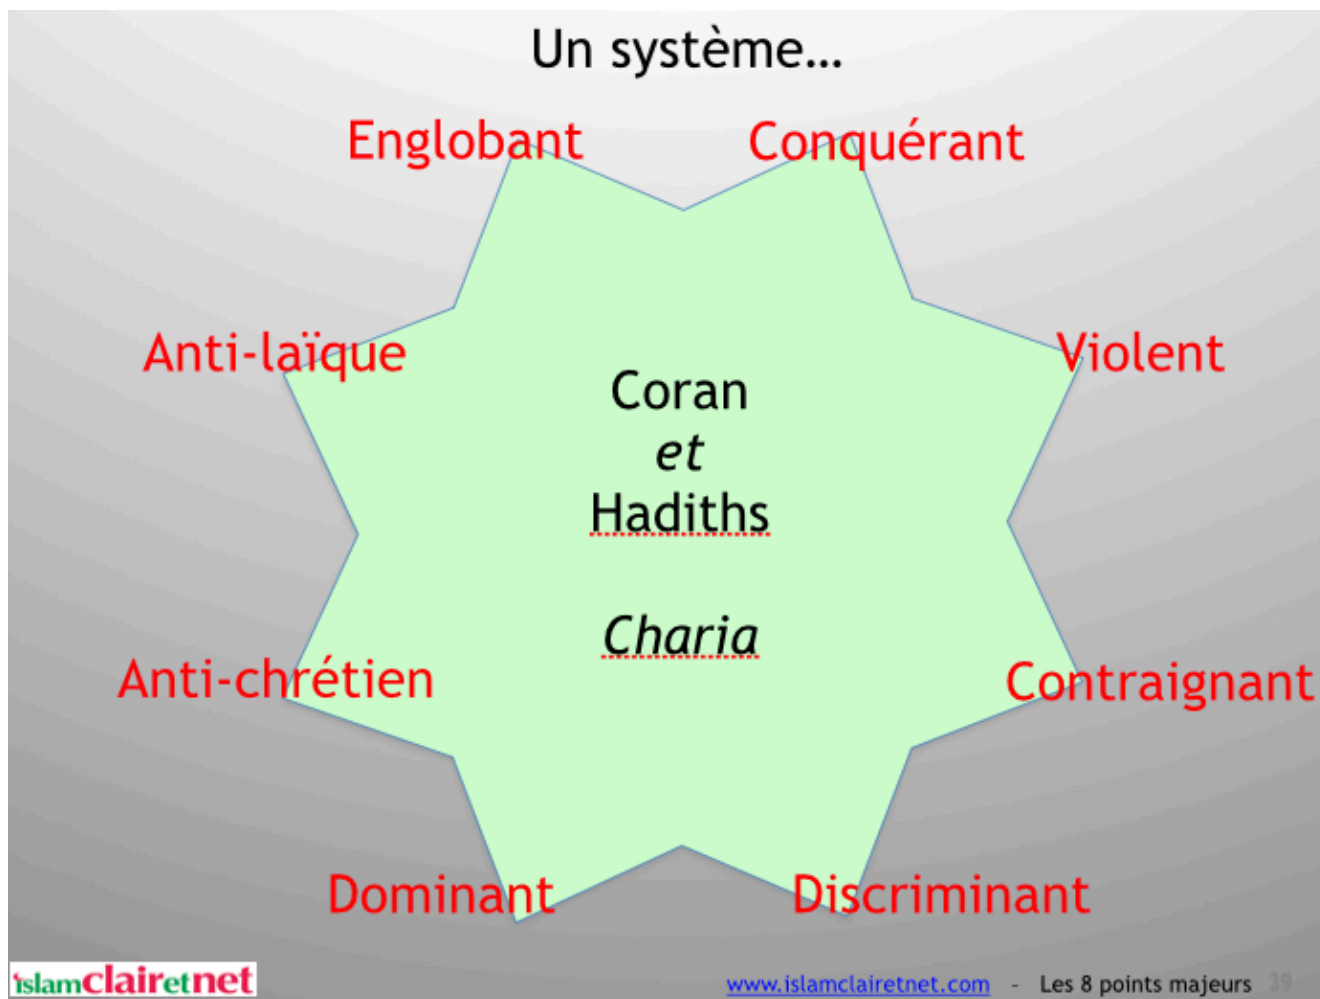 Un système...
Englobant Conquérant
Anti-laïque Violent
Coran
et
Hadiths
Charia
Anti-chrétien Contraignant
Dominant Discriminant
islamclairetnet
www.islamclairetnet.com - Les 8 points majeurs 39